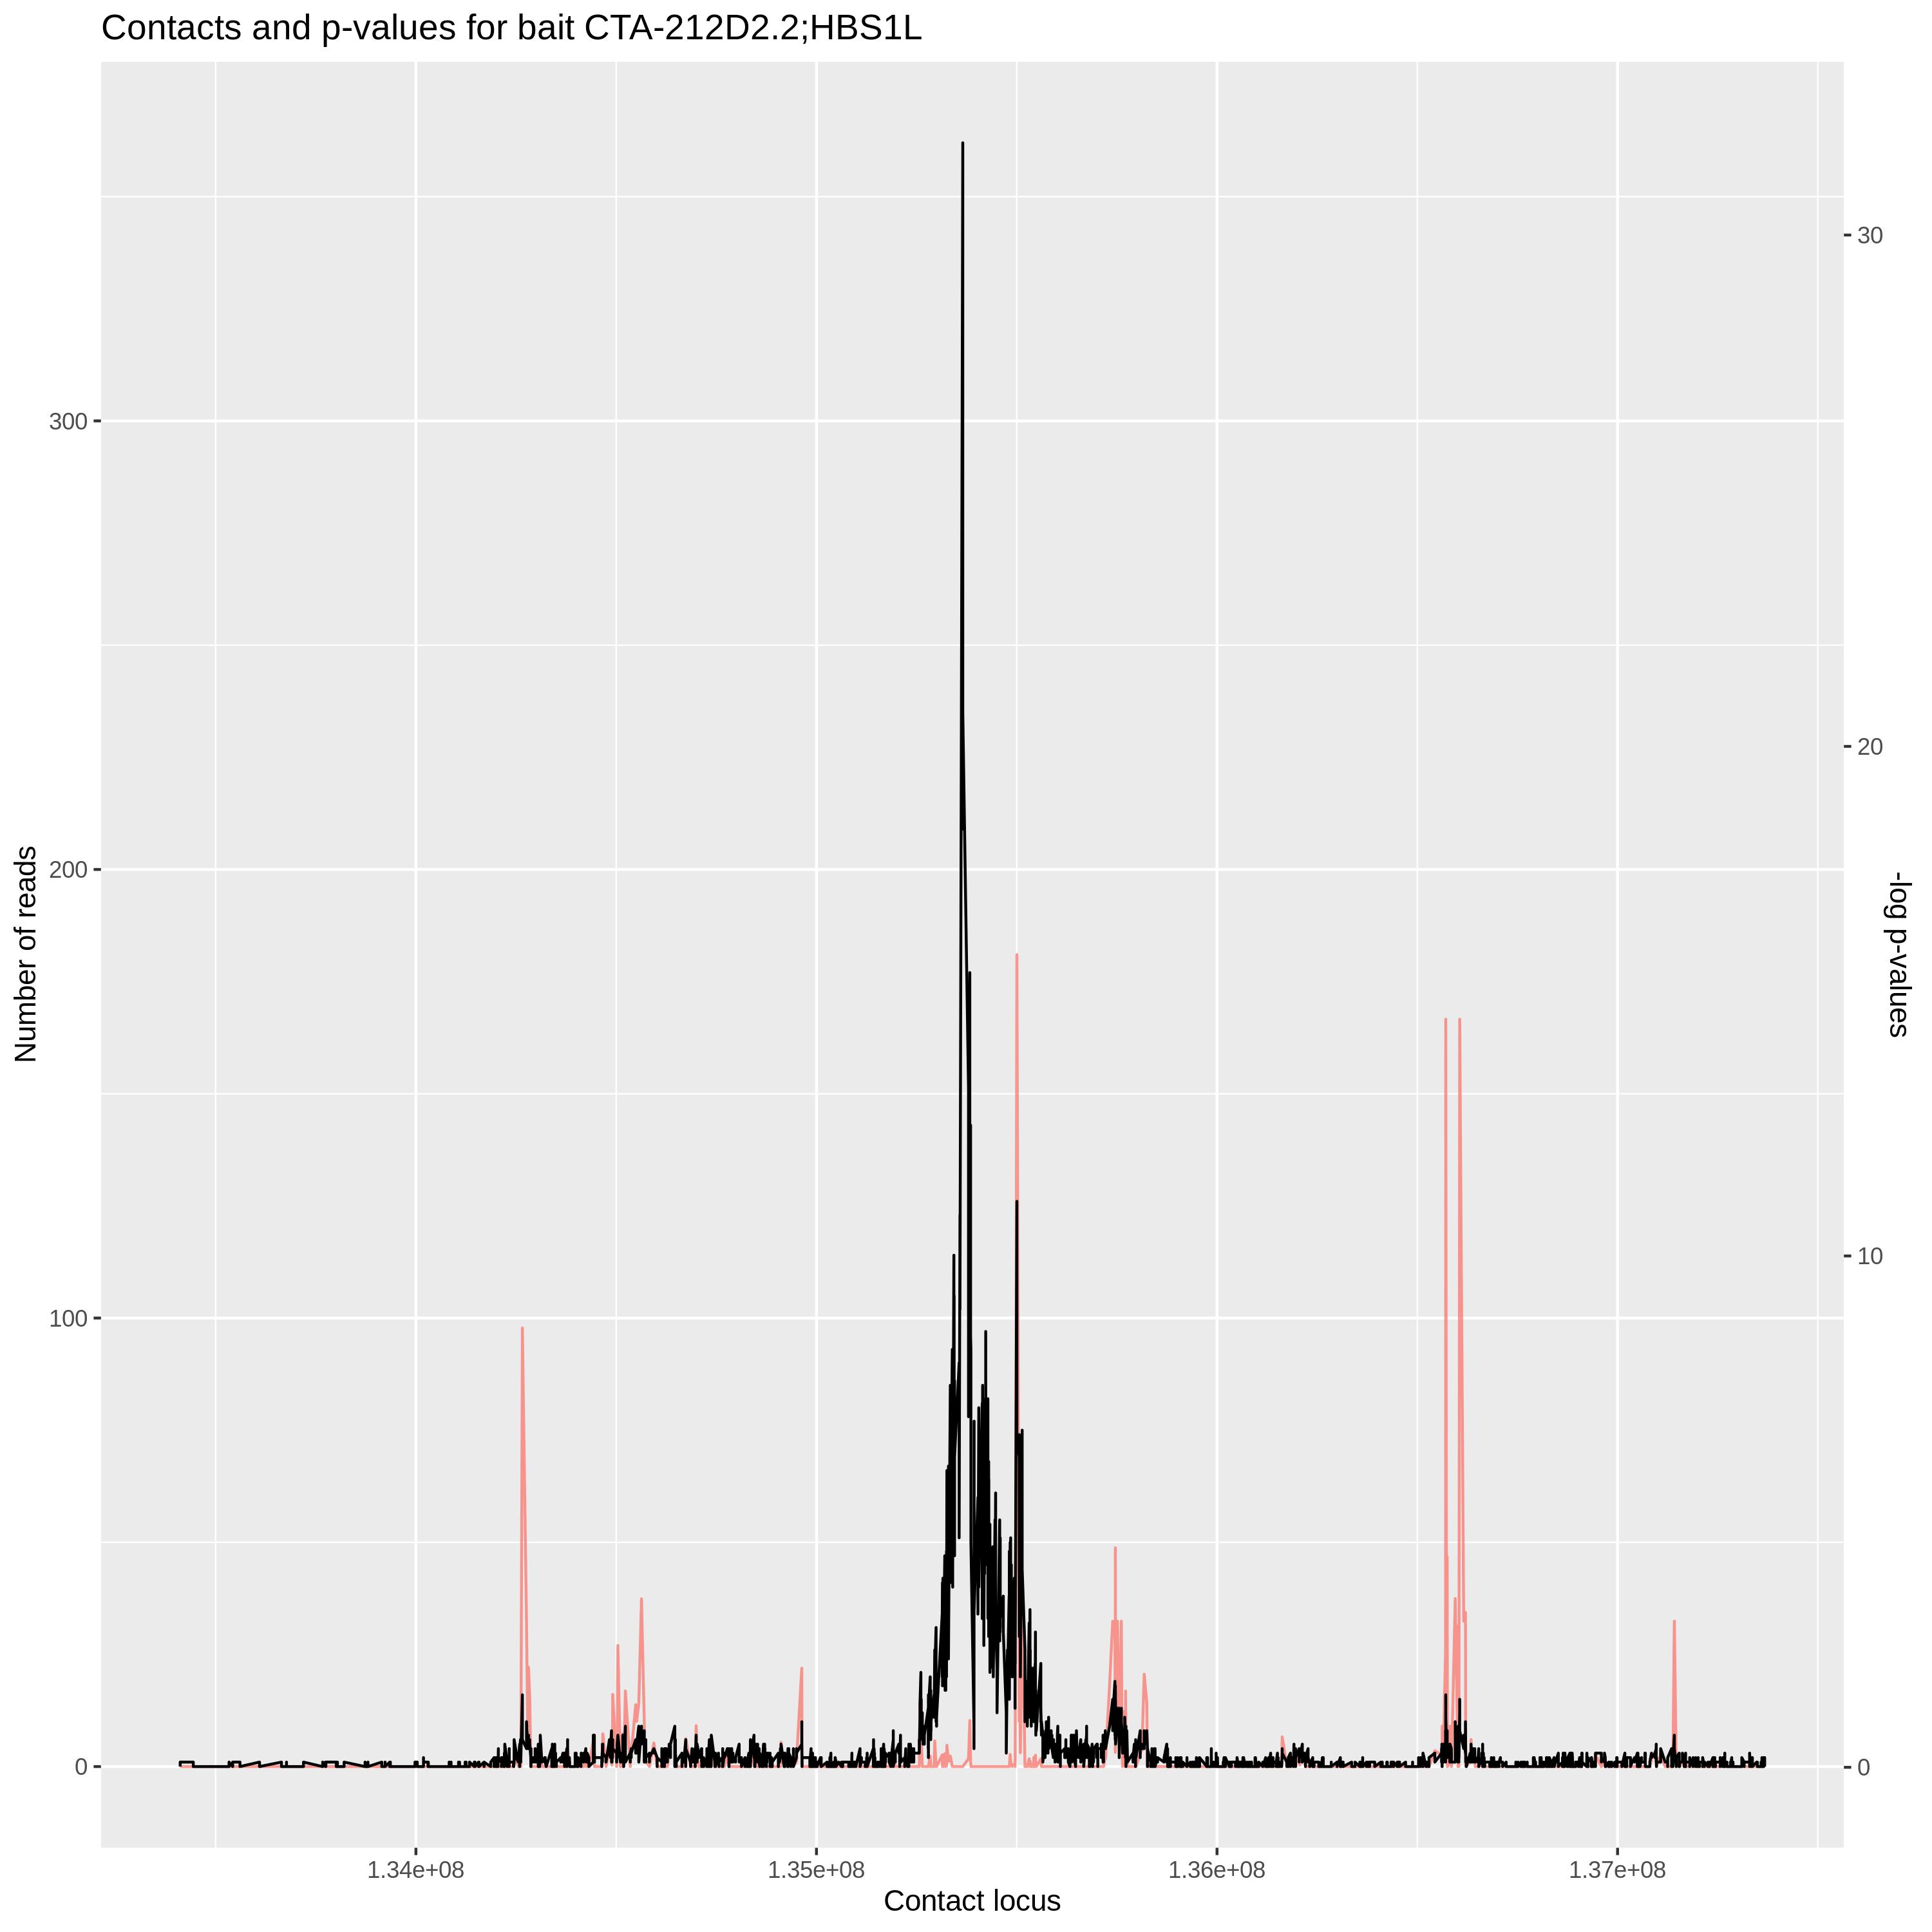 Contacts and p-values for bait CTA-212D2.2;HBS1L
Number of reads
300
200
100
0
30
20
10
0
-log p-values
1.34e+08 1.35e+08 1.36e+08 1.37e+08
Contact locus